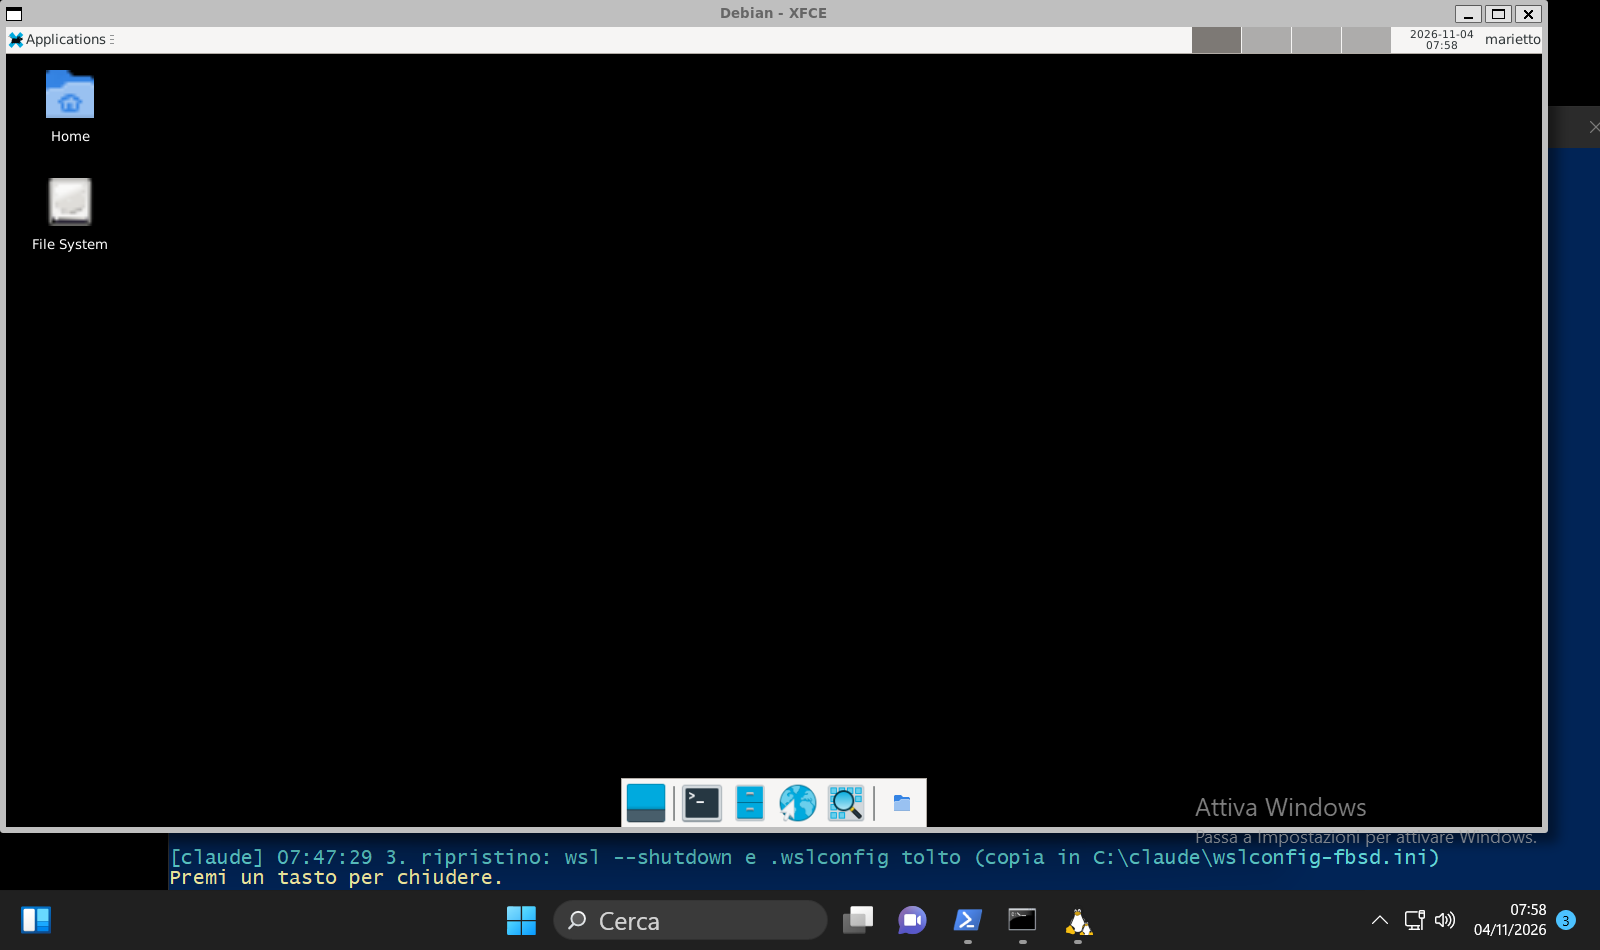 Debian - XFCE
Applications
2026-11-04
07:58
marietto
Home
File System
>_
Attiva Windows
Passa a Impostazioni per attivare Windows.
[claude] 07:47:29 3. ripristino: wsl --shutdown e .wslconfig tolto (copia in C:\claude\wslconfig-fbsd.ini)
Premi un tasto per chiudere.
Cerca
07:58
04/11/2026
3